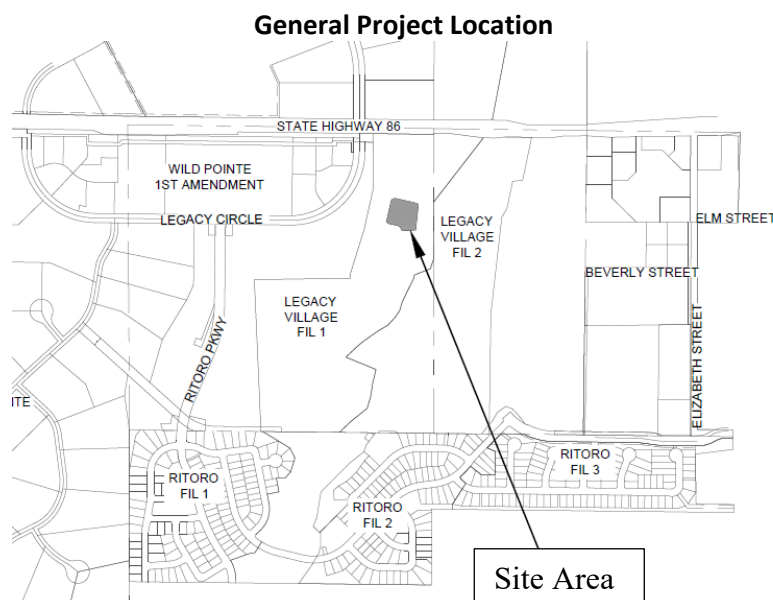 General Project Location
STATE HIGHWAY 86
WILD POINTE
1ST AMENDMENT
LEGACY CIRCLE
LEGACY
VILLAGE
FIL 2
ELM STREET
BEVERLY STREET
LEGACY
VILLAGE
FIL 1
RITORO PKWY
ELIZABETH STREET
ITE
RITORO
FIL 1
RITORO
FIL 2
RITORO
FIL 3
Site Area